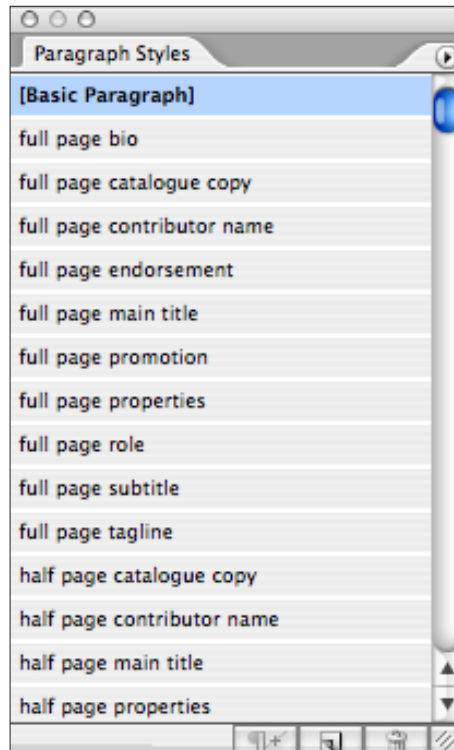 Paragraph Styles
[Basic Paragraph]
full page bio
full page catalogue copy
full page contributor name
full page endorsement
full page main title
full page promotion
full page properties
full page role
full page subtitle
full page tagline
half page catalogue copy
half page contributor name
half page main title
half page properties